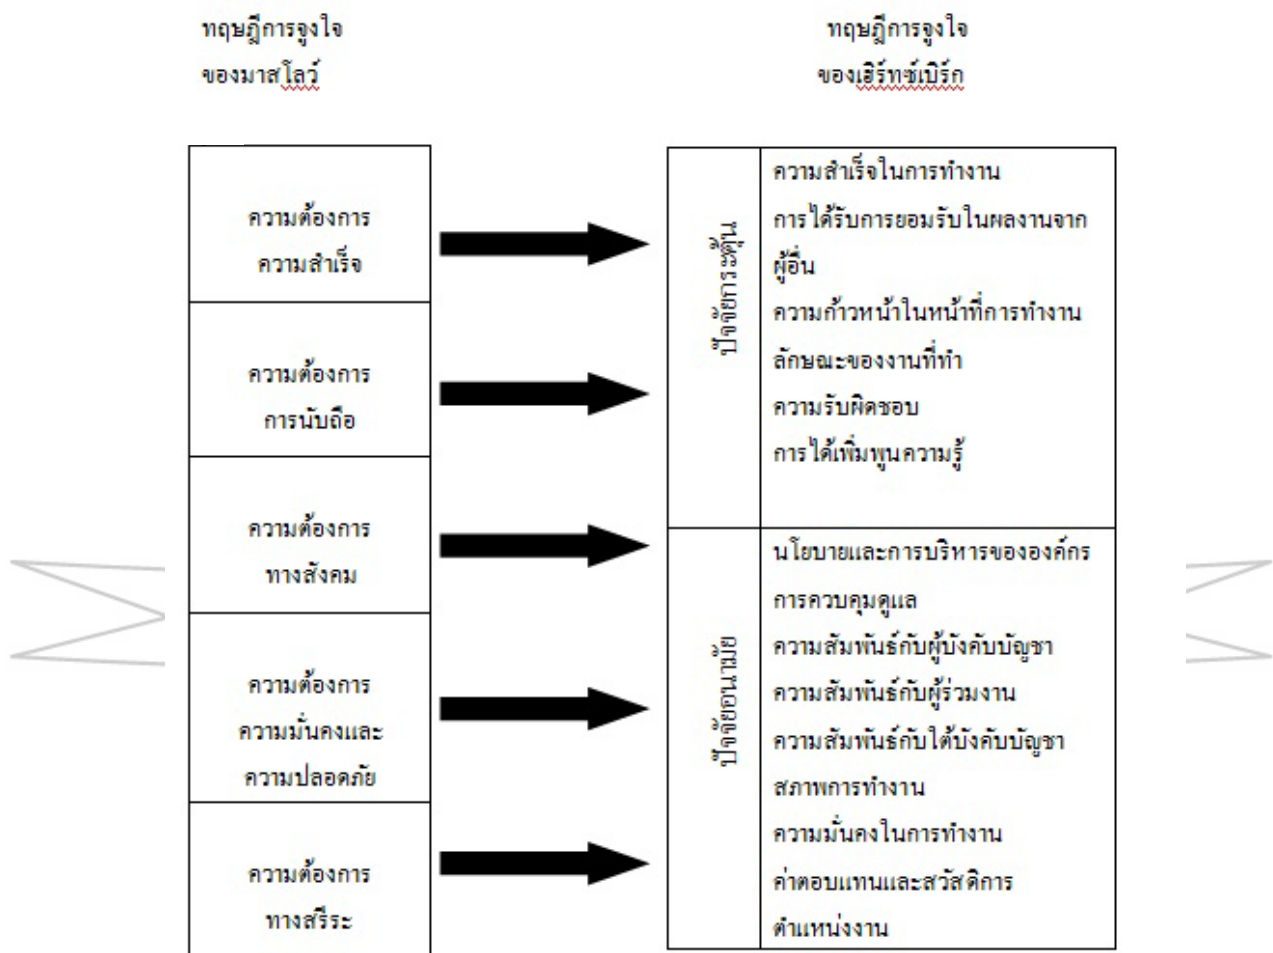 ทฤษฎีการจูงใจ
ของมาสโลว์
ทฤษฎีการจูงใจ
ของเฮิร์ทซ์เบิร์ก
ความต้องการ
ความสำเร็จ
ความต้องการ
การนับถือ
ความต้องการ
ทางสังคม
ความต้องการ
ความมั่นคงและ
ความปลอดภัย
ความต้องการ
ทางสรีระ
ปัจจัยกระตุ้น
ความสำเร็จในการทำงาน
การได้รับการยอมรับในผลงานจาก
ผู้อื่น
ความก้าวหน้าในหน้าที่การทำงาน
ลักษณะของงานที่ทำ
ความรับผิดชอบ
การได้เพิ่มพูนความรู้
ปัจจัยอนามัย
นโยบายและการบริหารขององค์กร
การควบคุมดูแล
ความสัมพันธ์กับผู้บังคับบัญชา
ความสัมพันธ์กับผู้ร่วมงาน
ความสัมพันธ์กับใต้บังคับบัญชา
สภาพการทำงาน
ความมั่นคงในการทำงาน
ค่าตอบแทนและสวัสดิการ
ตำแหน่งงาน